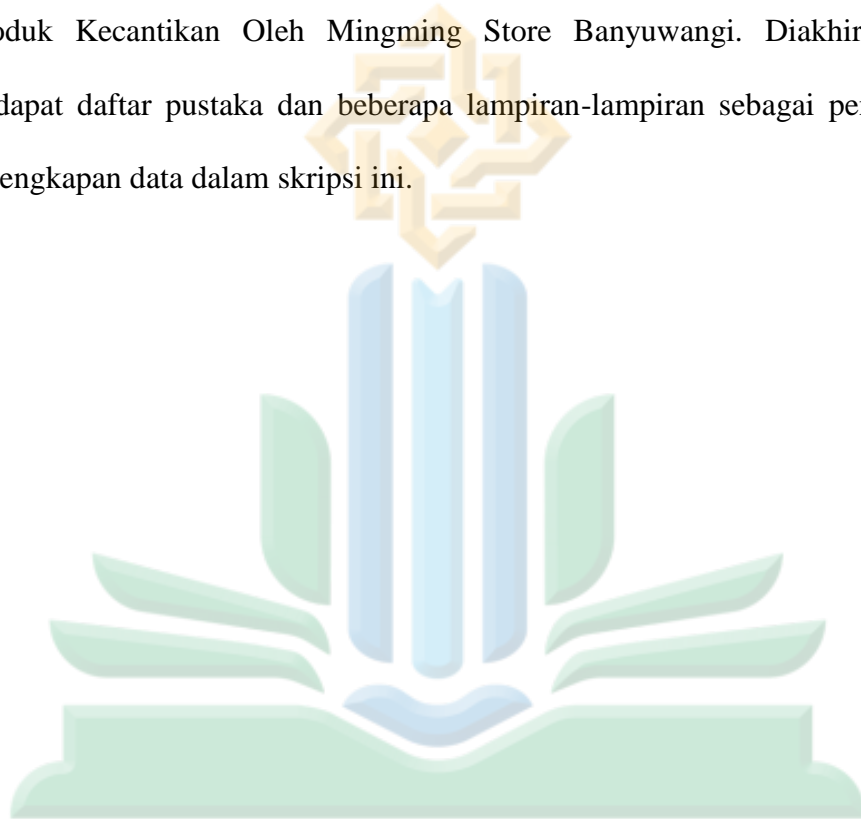 oduk Kecantikan Oleh Mingming Store Banyuwangi. Diakhir
dapat daftar pustaka dan beberapa lampiran-lampiran sebagai pe
engkapan data dalam skripsi ini.